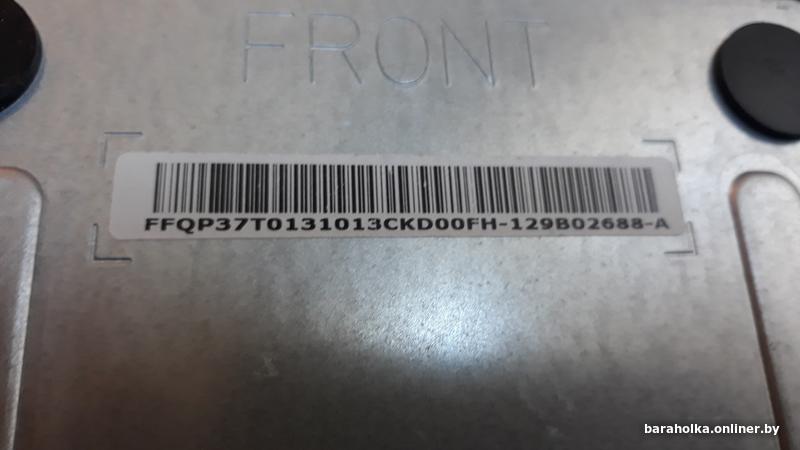 FRONT
FFQP37T0131013CKD00FH-129B02688-A
baraholka.onliner.by